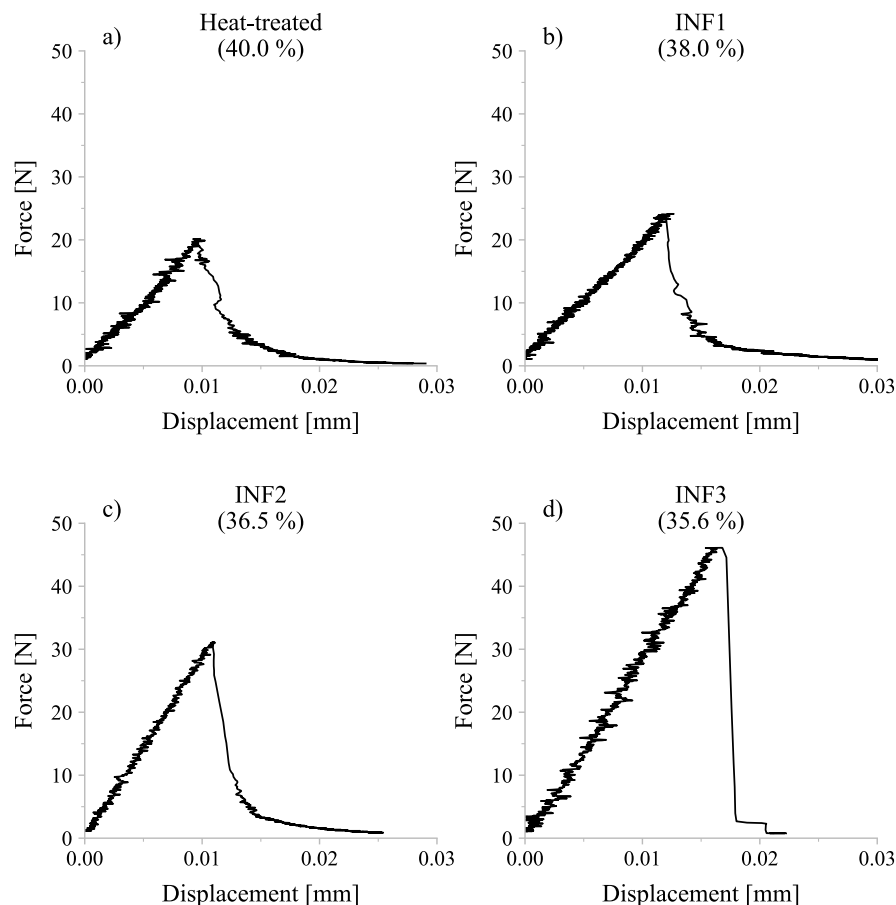 a)
Heat-treated
(40.0 %)
50
40
30
20
10
0
Force [N]
0.00
0.01
0.02
0.03
Displacement [mm]
b)
INF1
(38.0 %)
50
40
30
20
10
0
Force [N]
0.00
0.01
0.02
0.03
Displacement [mm]
c)
INF2
(36.5 %)
50
40
30
20
10
0
Force [N]
0.00
0.01
0.02
0.03
Displacement [mm]
d)
INF3
(35.6 %)
50
40
30
20
10
0
Force [N]
0.00
0.01
0.02
0.03
Displacement [mm]